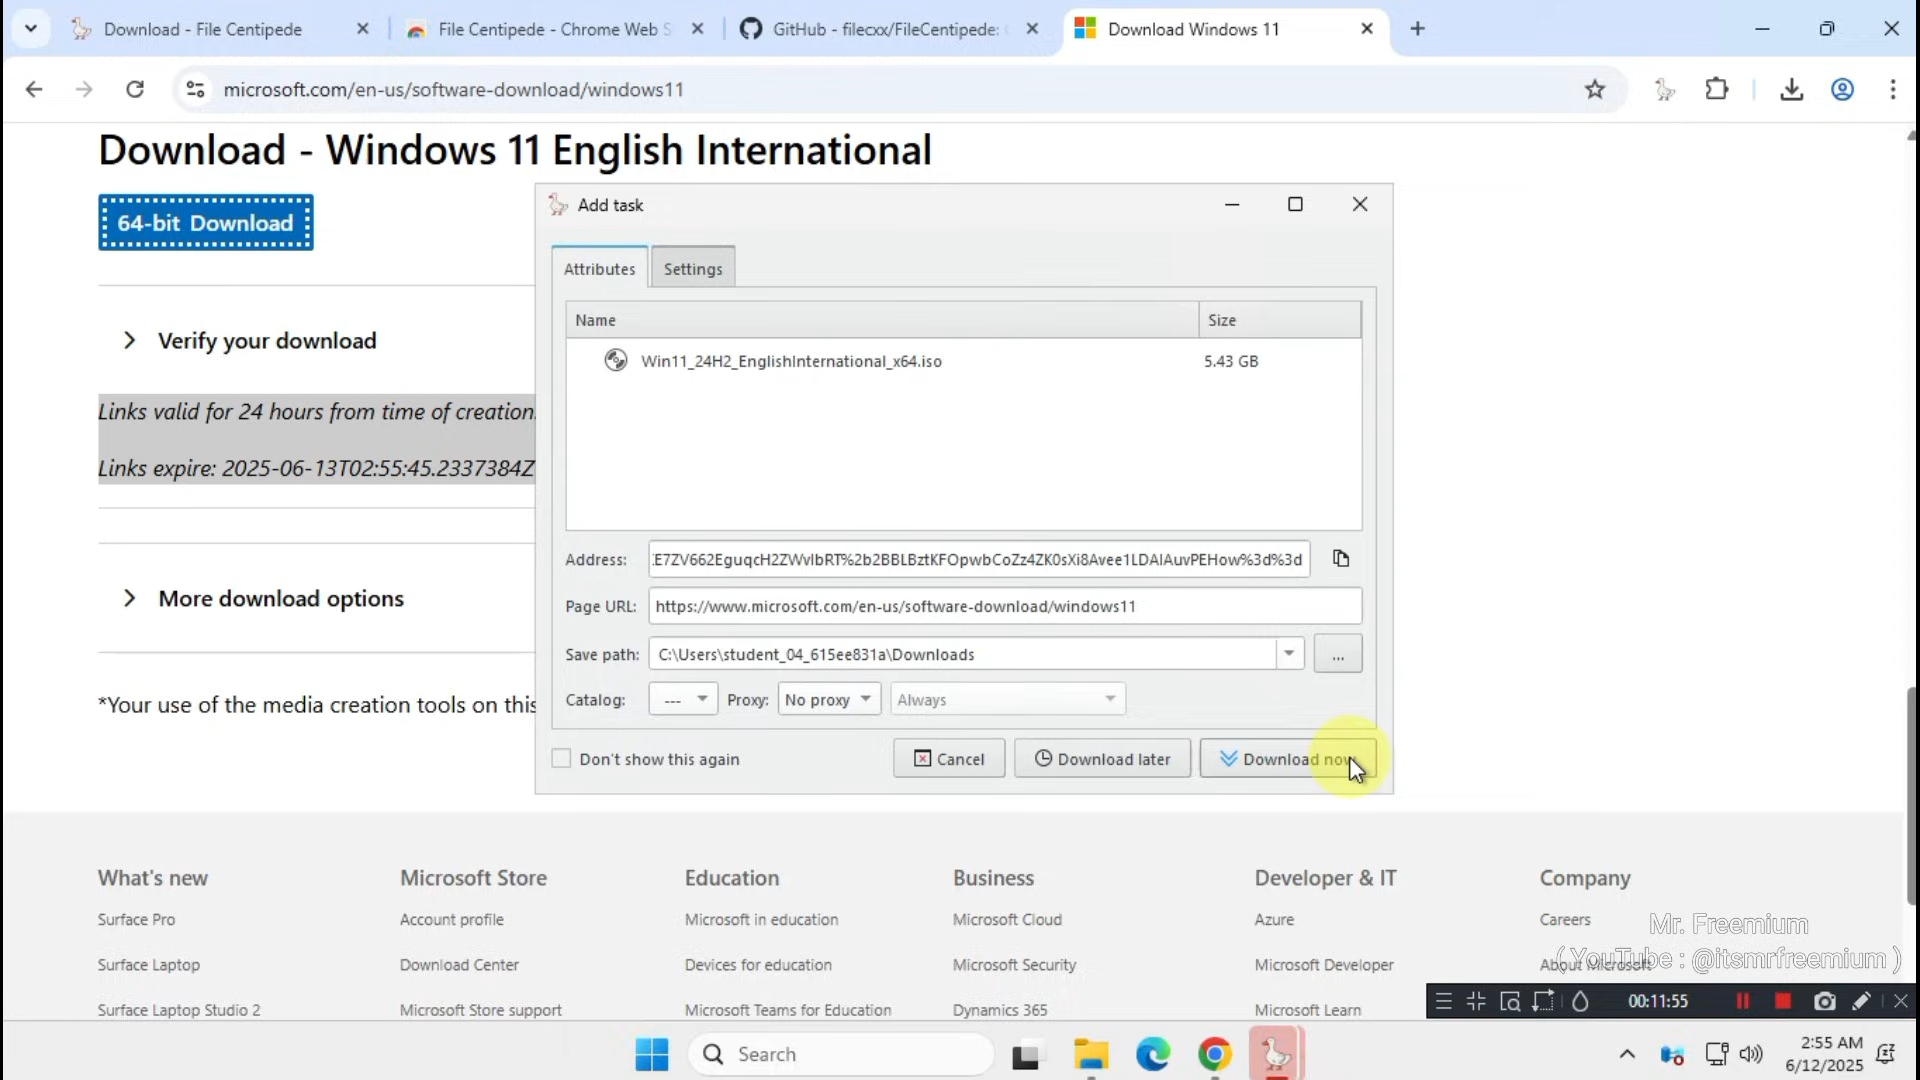 Download - File Centipede
File Centipede - Chrome Web S
GitHub - filecxx/FileCentipede:
Download Windows 11
microsoft.com/en-us/software-download/windows11
Download - Windows 11 English International
64-bit Download
Verify your download
Links valid for 24 hours from time of creation.
Links expire: 2025-06-13T02:55:45.2337384Z
More download options
*Your use of the media creation tools on this
Add task
Attributes
Settings
Name
Size
Win11_24H2_EnglishInternational_x64.iso
5.43 GB
Page URL:
https://www.microsoft.com/en-us/software-download/windows11
Save path:
C:\Users\student_04_615ee831a\Downloads
...
Catalog:
---
Proxy:
No proxy
Always
Don't show this again
Cancel
Download later
Download now
What's new
Microsoft Store
Education
Business
Developer & IT
Company
Surface Pro
Account profile
Microsoft in education
Microsoft Cloud
Azure
Careers
Mr. Freemium
Surface Laptop
Download Center
Devices for education
Microsoft Security
Microsoft Developer
About Microsoft
( YouTube : @itsmrfreemium )
Surface Laptop Studio 2
Microsoft Store support
Microsoft Teams for Education
Dynamics 365
Microsoft Learn
00:11:55
Search
2:55 AM
6/12/2025
Address: